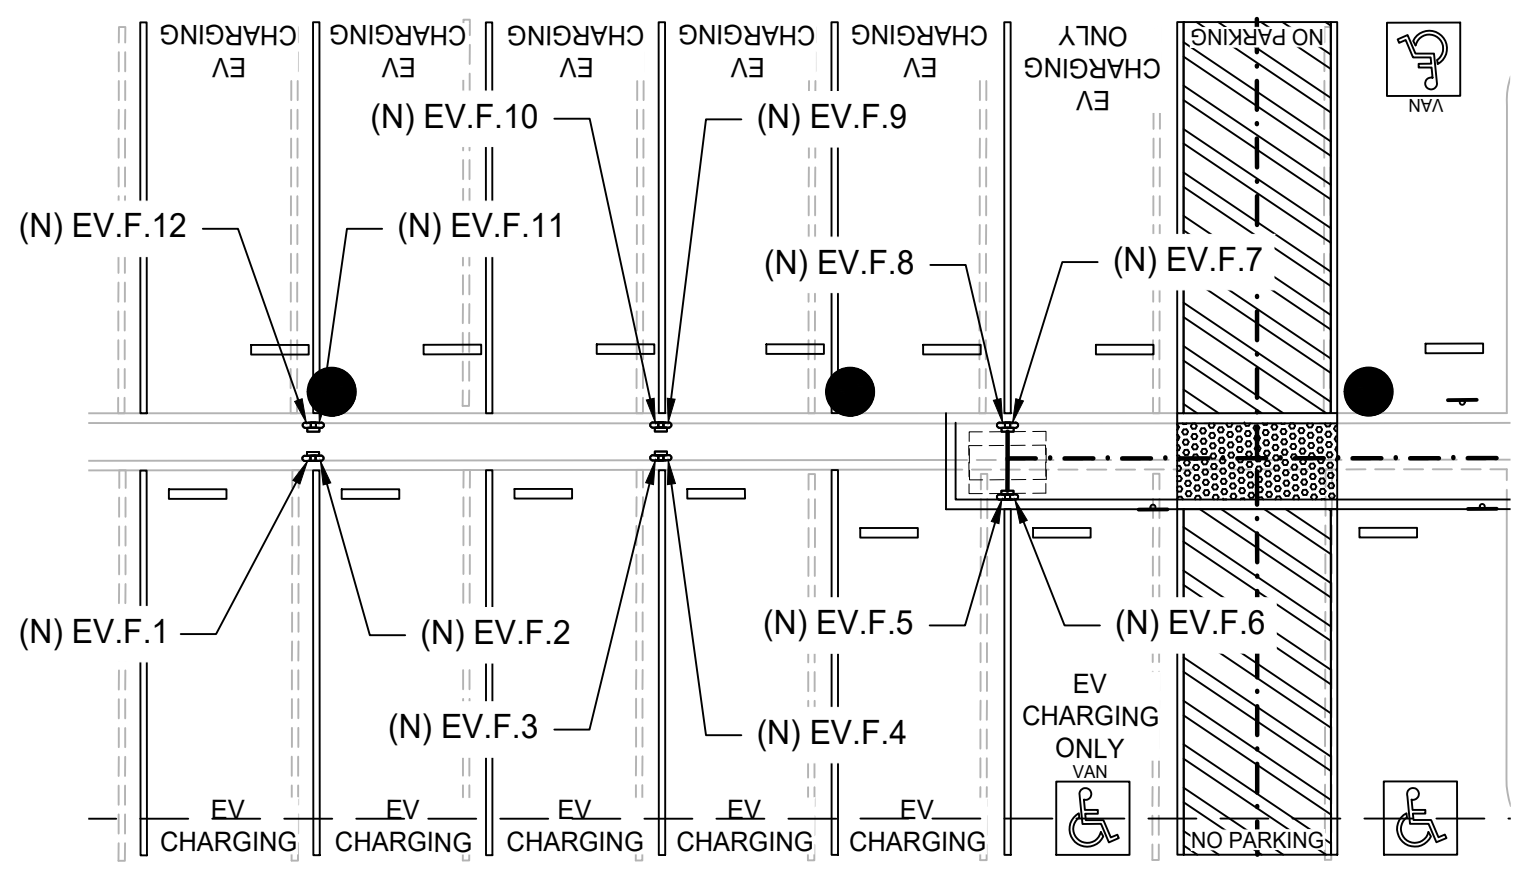 CHARGING
EV
CHARGING
EV
CHARGING
EV
CHARGING
EV
CHARGING
EV
ONLY
CHARGING
EV
NO PARKING
VAN
(N) EV.F.10
(N) EV.F.9
(N) EV.F.12
(N) EV.F.11
(N) EV.F.8
(N) EV.F.7
(N) EV.F.1
(N) EV.F.2
(N) EV.F.5
(N) EV.F.6
(N) EV.F.3
(N) EV.F.4
EV
CHARGING
ONLY
VAN
EV
CHARGING
EV
CHARGING
EV
CHARGING
EV
CHARGING
EV
CHARGING
NO PARKING